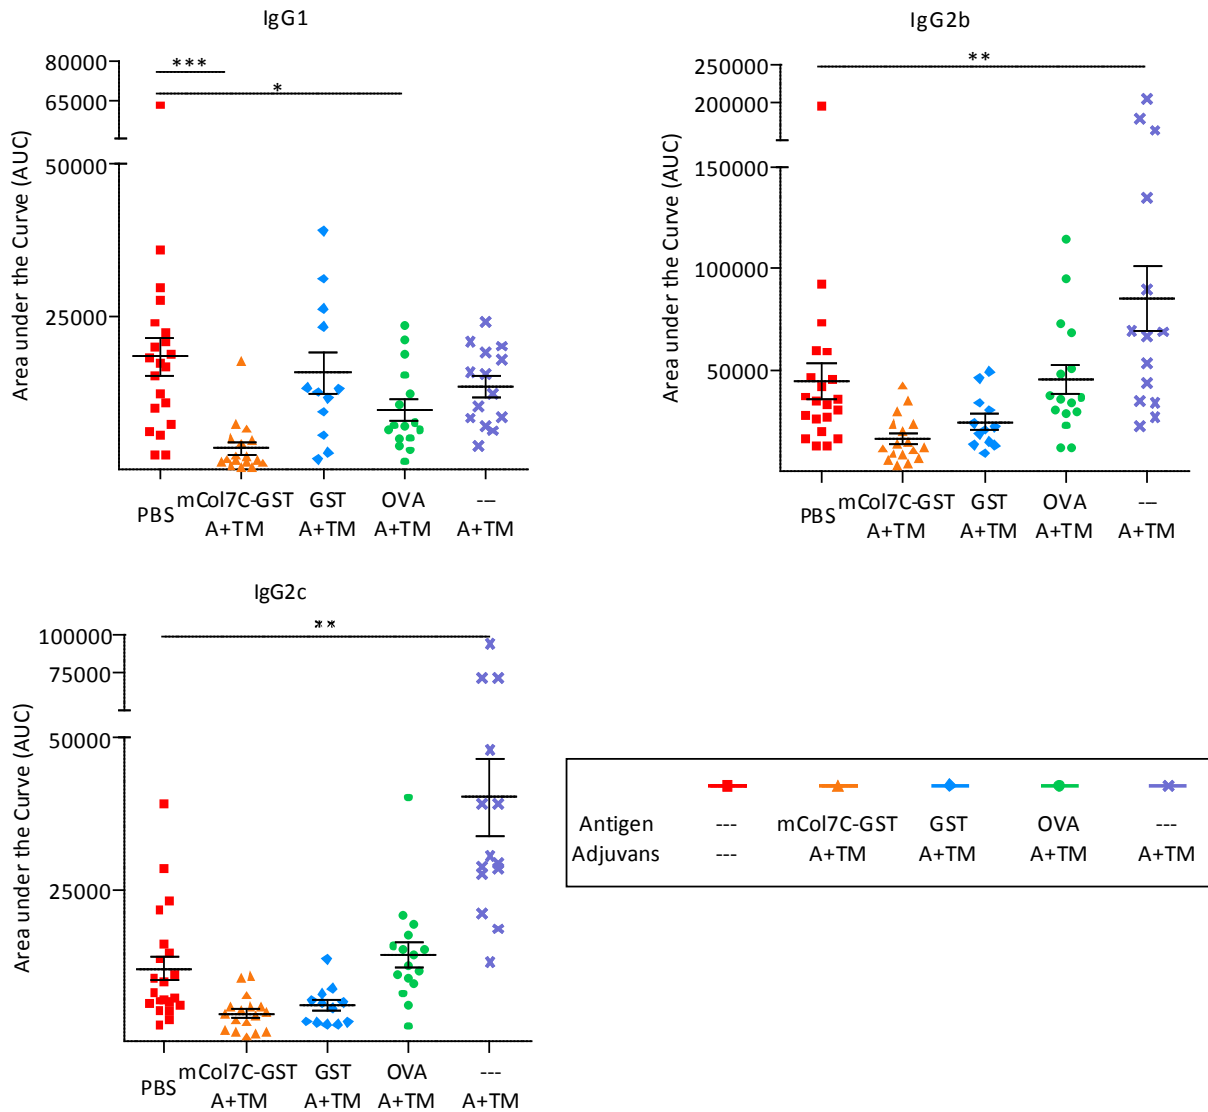 IgG1
Area under the Curve (AUC)
80000
65000
50000
25000
***
*
PBS
mCol7C-GST
A+TM
GST
A+TM
OVA
A+TM
---
A+TM
IgG2b
Area under the Curve (AUC)
250000
200000
150000
100000
50000
**
PBS
mCol7C-GST
A+TM
GST
A+TM
OVA
A+TM
---
A+TM
IgG2c
Area under the Curve (AUC)
100000
75000
50000
25000
**
PBS
mCol7C-GST
A+TM
GST
A+TM
OVA
A+TM
---
A+TM
Antigen --- mCol7C-GST GST OVA ---
Adjuvans --- A+TM A+TM A+TM A+TM